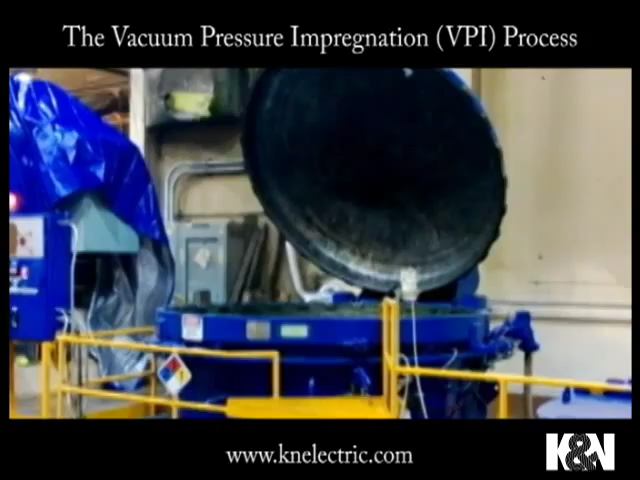 The Vacuum Pressure Impregnation (VPI) Process
www.knelectric.com
K&N